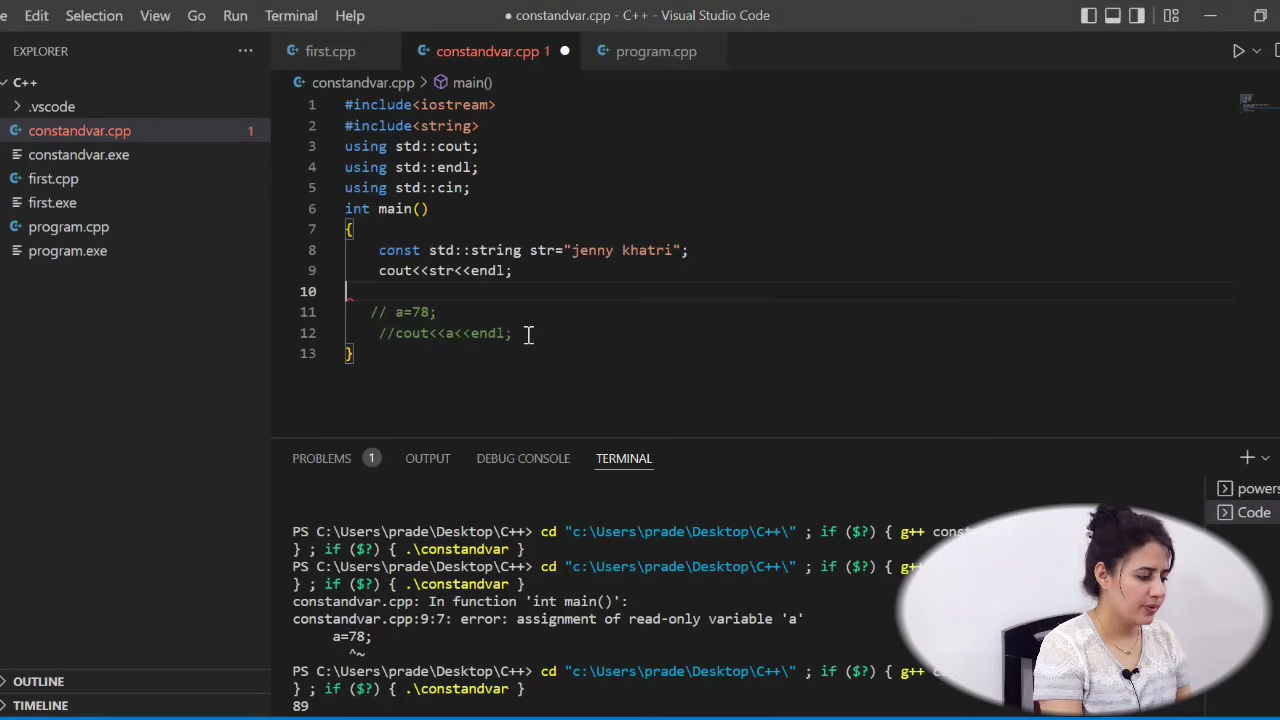 Edit Selection View Go Run Terminal Help
● constandvar.cpp - C++ - Visual Studio Code
EXPLORER ···
C++
.vscode
constandvar.cpp 1
constandvar.exe
first.cpp
first.exe
program.cpp
program.exe
OUTLINE
TIMELINE
first.cpp constandvar.cpp 1 ● program.cpp
constandvar.cpp > main()
1 #include<iostream>
2 #include<string>
3 using std::cout;
4 using std::endl;
5 using std::cin;
6 int main()
7 {
8 const std::string str="jenny khatri";
9 cout<<str<<endl;
10
11 // a=78;
12 //cout<<a<<endl;
13 }
PROBLEMS 1 OUTPUT DEBUG CONSOLE TERMINAL
PS C:\Users\prade\Desktop\C++> cd "c:\Users\prade\Desktop\C++\" ; if ($?) { g++ const
} ; if ($?) { .\constandvar }
PS C:\Users\prade\Desktop\C++> cd "c:\Users\prade\Desktop\C++\" ; if ($?) { g++
} ; if ($?) { .\constandvar }
constandvar.cpp: In function 'int main()':
constandvar.cpp:9:7: error: assignment of read-only variable 'a'
a=78;
^~
PS C:\Users\prade\Desktop\C++> cd "c:\Users\prade\Desktop\C++\" ; if ($?) { g++
} ; if ($?) { .\constandvar }
89
powers
Code